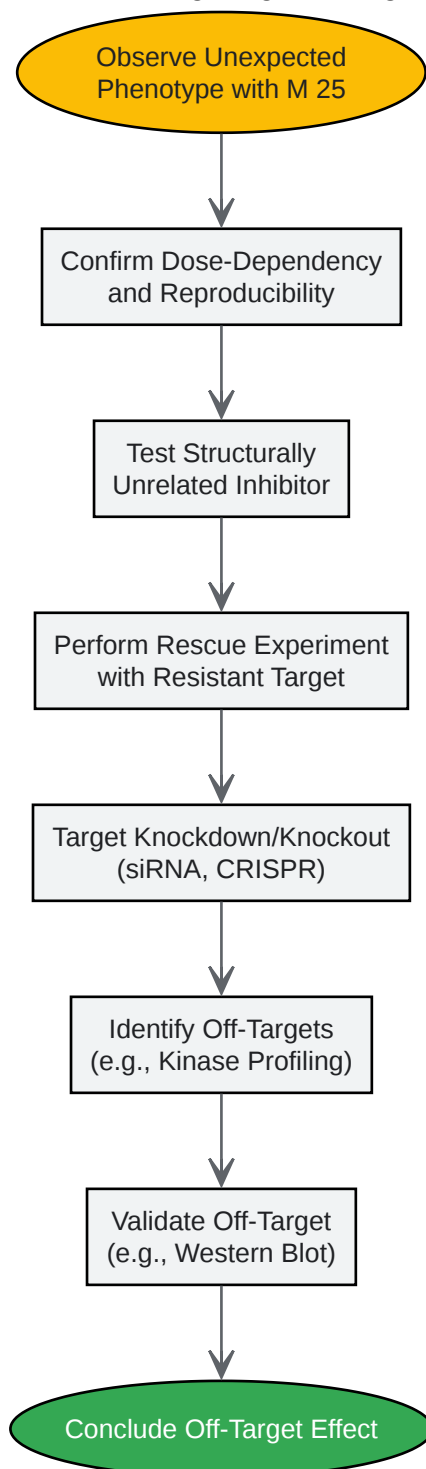 Observe Unexpected
Phenotype with M 25
Confirm Dose-Dependency
and Reproducibility
Test Structurally
Unrelated Inhibitor
Perform Rescue Experiment
with Resistant Target
Target Knockdown/Knockout
(siRNA, CRISPR)
Identify Off-Targets
(e.g., Kinase Profiling)
Validate Off-Target
(e.g., Western Blot)
Conclude Off-Target Effect